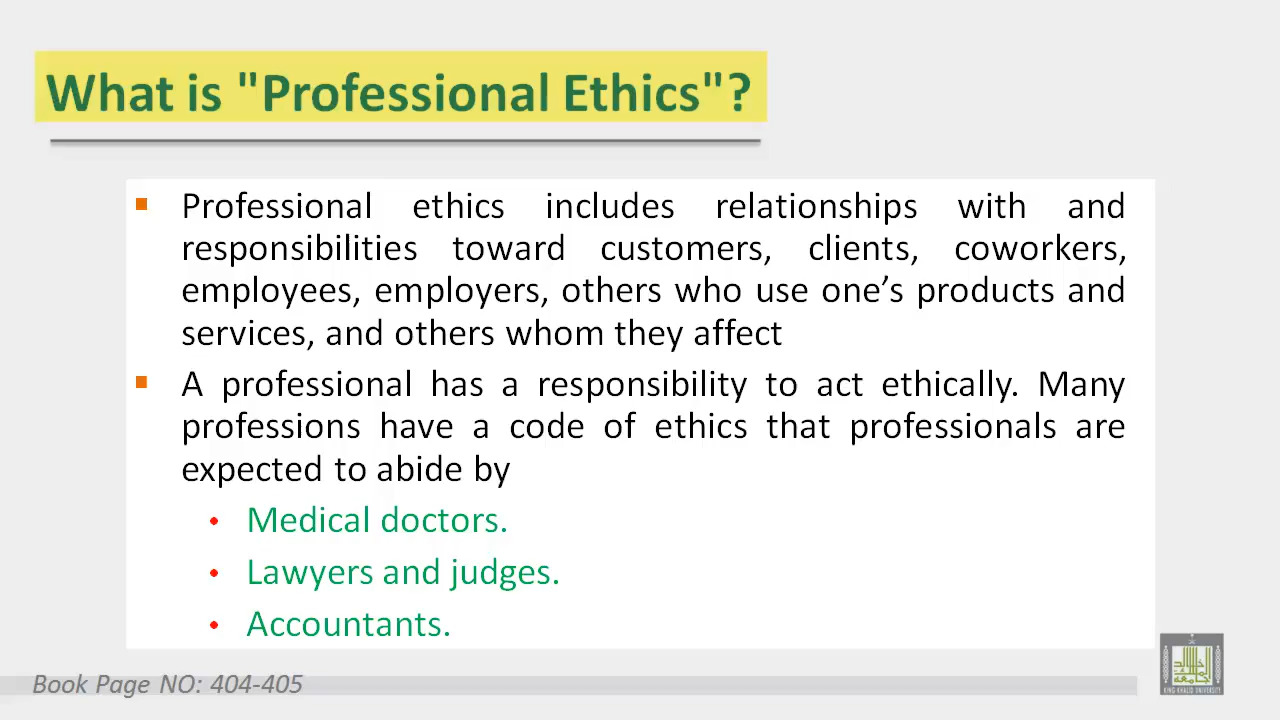 What is "Professional Ethics"?
▪ Professional ethics includes relationships with and
responsibilities toward customers, clients, coworkers,
employees, employers, others who use one’s products and
services, and others whom they affect
▪ A professional has a responsibility to act ethically. Many
professions have a code of ethics that professionals are
expected to abide by
• Medical doctors.
• Lawyers and judges.
• Accountants.
Book Page NO: 404-405
KING KHALID UNIVERSITY